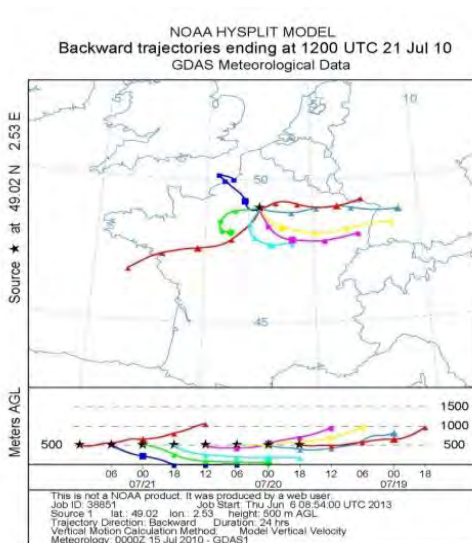 NOAA HYSPLIT MODEL
Backward trajectories ending at 1200 UTC 21 Jul 10
GDAS Meteorological Data
Source ★ at 49.02 N 2.53 E
5 0 5 10
50
45
Meters AGL
1500
1000
500 500
06 00 18 12 06 00 18 12 06 00 18
07/21 07/20 07/19
This is not a NOAA product. It was produced by a web user.
Job ID: 38851 Job Start: Thu Jun 6 08:54:00 UTC 2013
Source 1 lat.: 49.02 lon.: 2.53 height: 500 m AGL
Trajectory Direction: Backward Duration: 24 hrs
Vertical Motion Calculation Method: Model Vertical Velocity
Meteorology: 0000Z 15 Jul 2010 - GDAS1